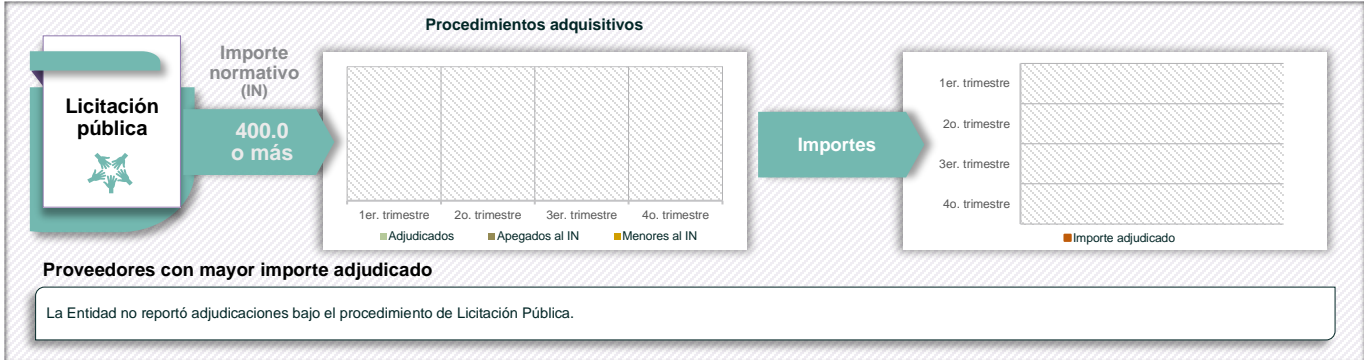 Procedimientos adquisitivos
Licitación
pública
Importe
normativo
(IN)
400.0
o más
1er. trimestre
2o. trimestre
3er. trimestre
4o. trimestre
Adjudicados
Apegados al IN
Menores al IN
Importes
1er. trimestre
2o. trimestre
3er. trimestre
4o. trimestre
Importe adjudicado
Proveedores con mayor importe adjudicado
La Entidad no reportó adjudicaciones bajo el procedimiento de Licitación Pública.